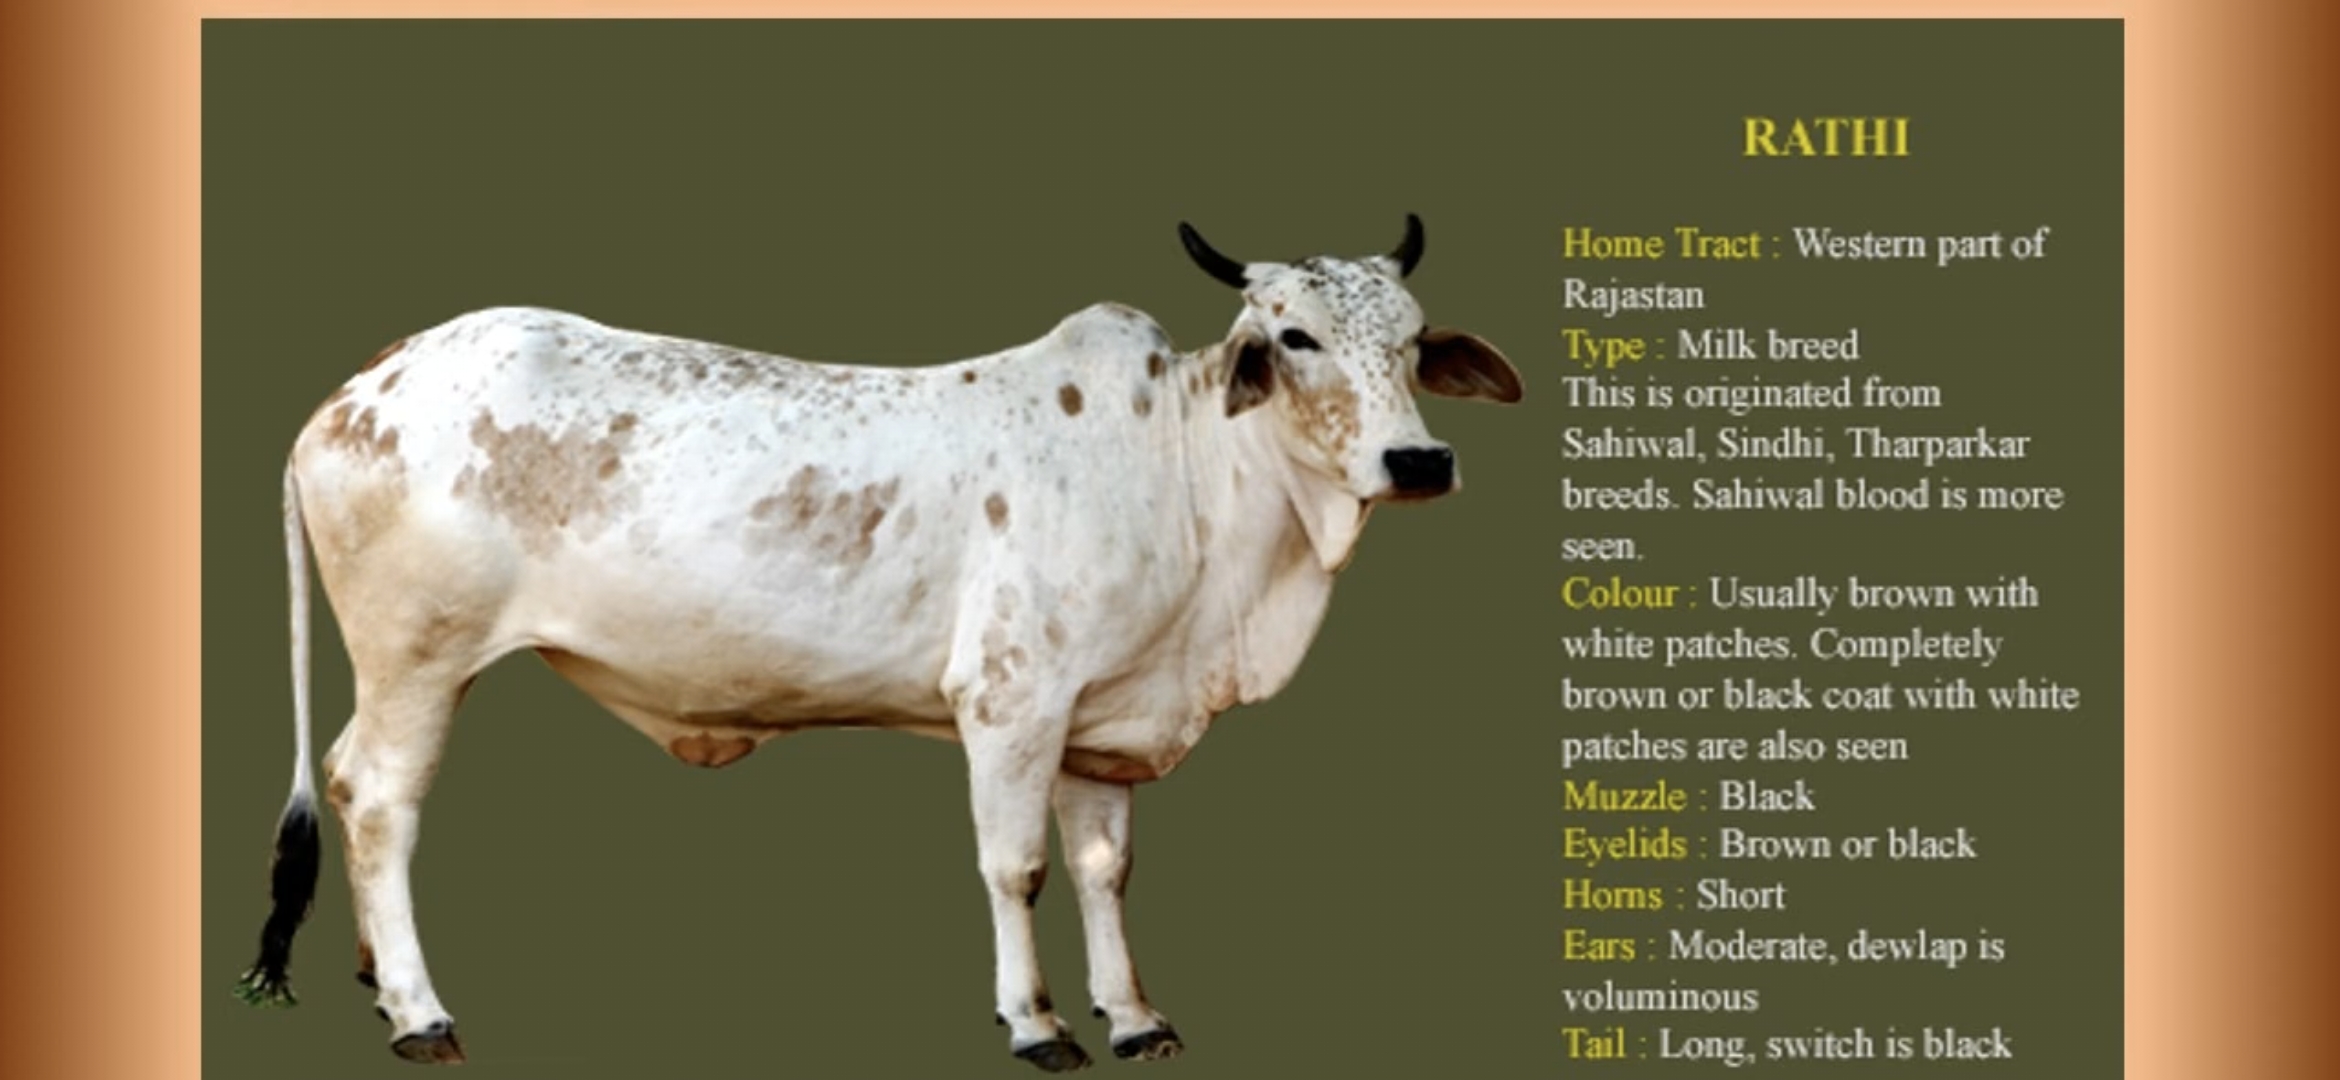 RATHI
Home Tract : Western part of
Rajastan
Type : Milk breed
This is originated from
Sahiwal, Sindhi, Tharparkar
breeds. Sahiwal blood is more
seen.
Colour : Usually brown with
white patches. Completely
brown or black coat with white
patches are also seen
Muzzle : Black
Eyelids : Brown or black
Horns : Short
Ears : Moderate, dewlap is
voluminous
Tail : Long, switch is black